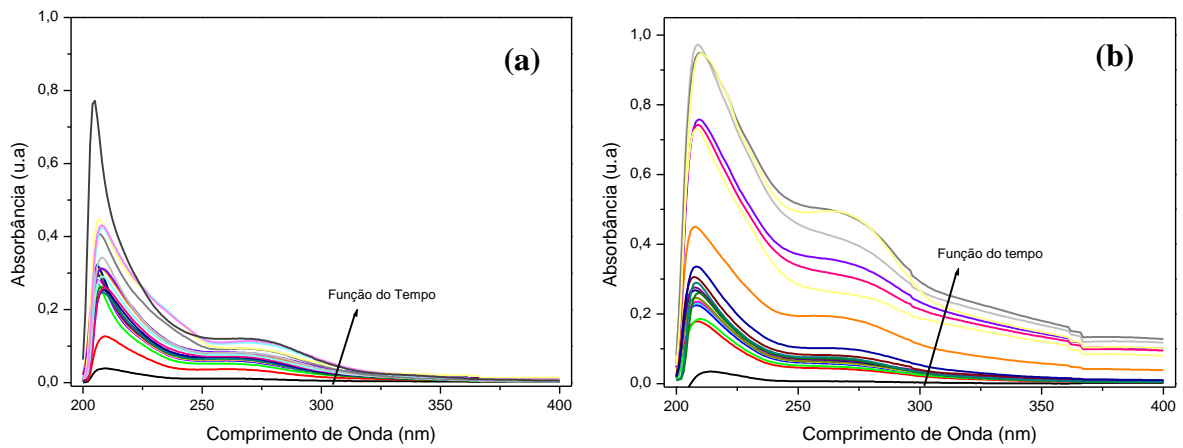 (a)
1,0
0,8
0,6
0,4
0,2
0,0
200
250
300
350
400
Absorbância (u.a)
Comprimento de Onda (nm)
Função do Tempo
(b)
1,0
0,8
0,6
0,4
0,2
0,0
200
250
300
350
400
Absorbância (u.a)
Comprimento de Onda (nm)
Função do tempo